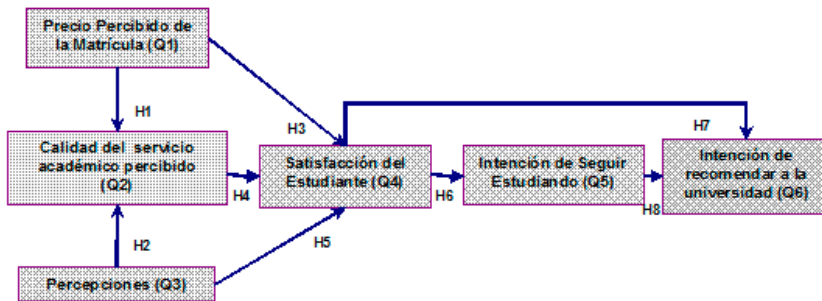 Precio Percibido de
la Matrícula (Q1)
H1
H3
H7
Calidad del servicio
académico percibido
(Q2)
H4
Satisfacción del
Estudiante (Q4)
H6
Intención de Seguir
Estudiando (Q5)
H8
Intención de
recomendar a la
universidad (Q6)
H2
H5
Percepciones (Q3)